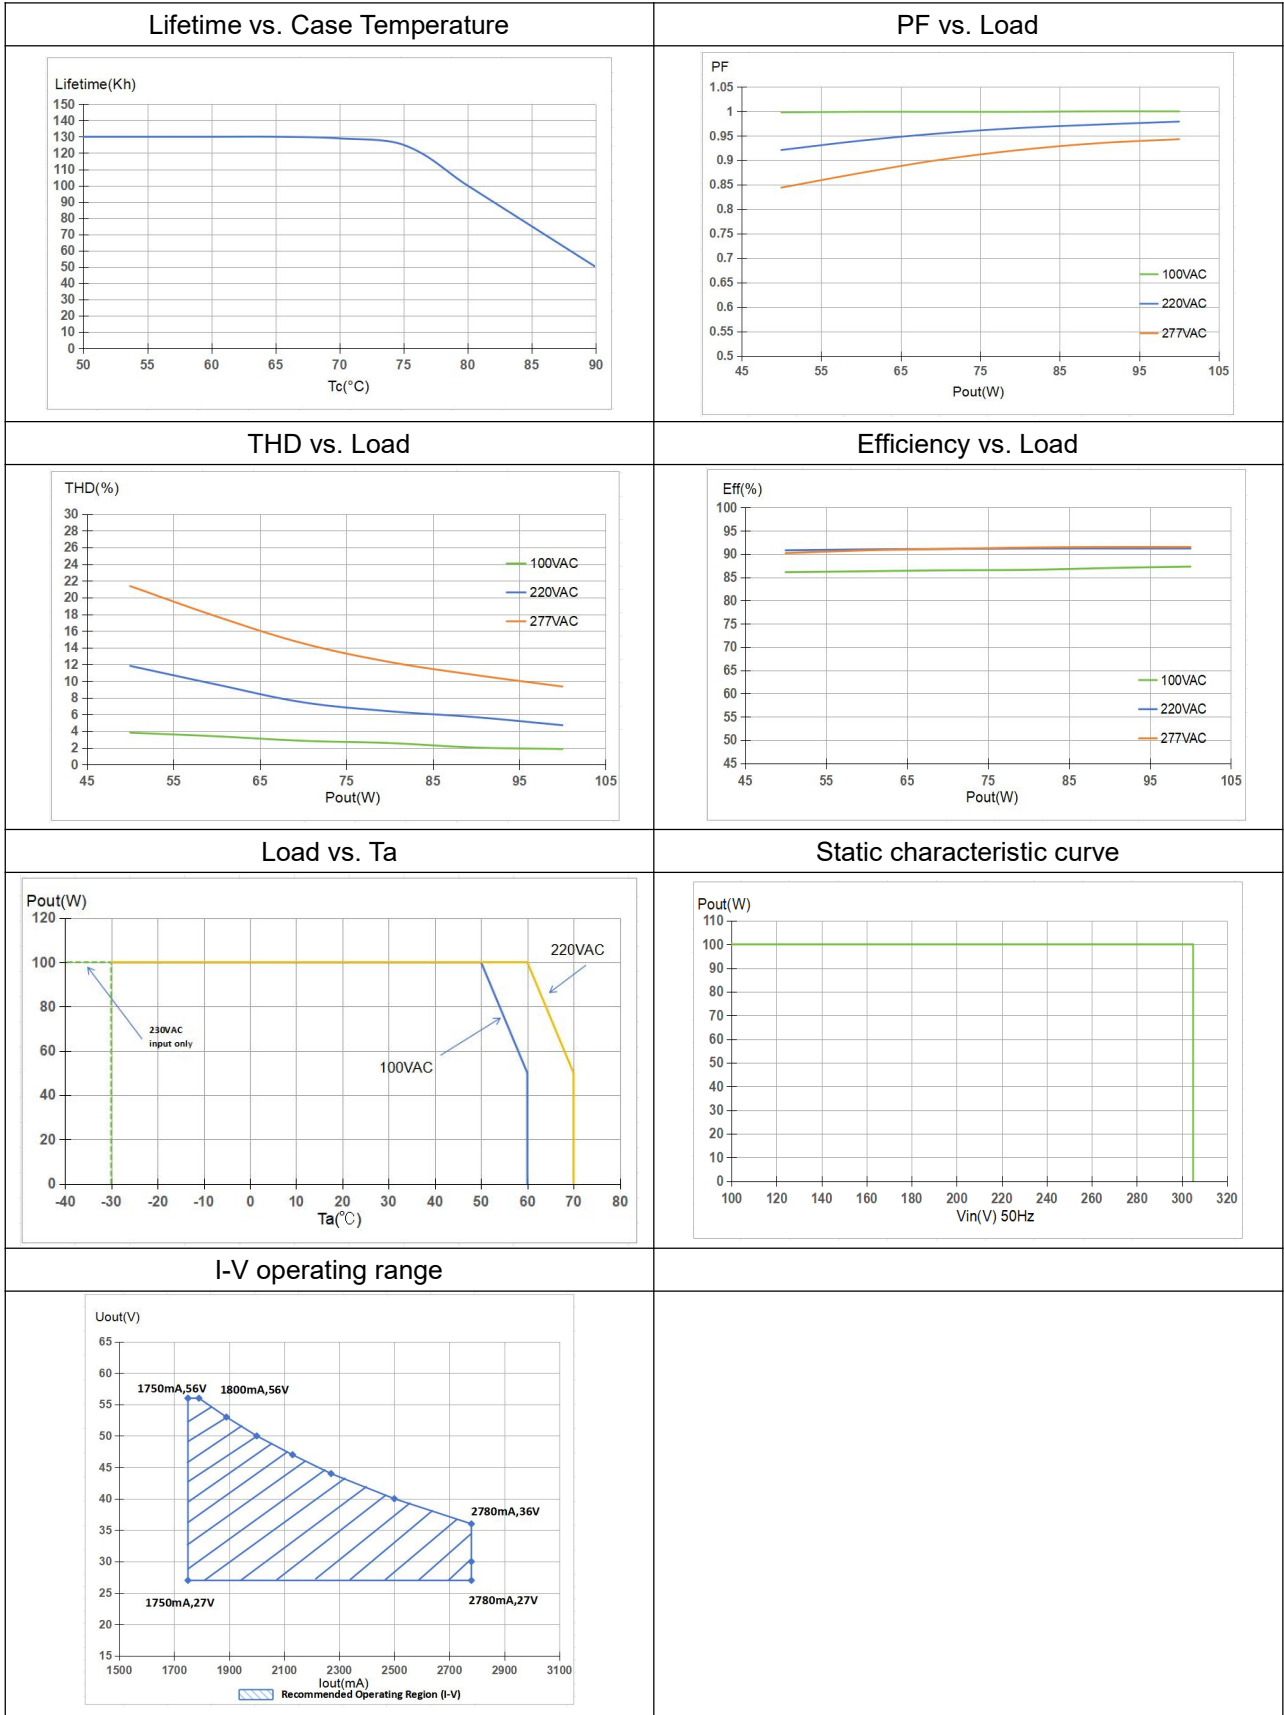 Lifetime vs. Case Temperature
PF vs. Load
Lifetime(Kh)
150
140
130
120
110
100
90
80
70
60
50
40
30
20
10
0
50 55 60 65 70 75 80 85 90
Tc(°C)
PF
1.05
1
0.95
0.9
0.85
0.8
0.75
0.7
0.65
0.6
0.55
0.5
100VAC
220VAC
277VAC
45 55 65 75 85 95 105
Pout(W)
THD vs. Load
Efficiency vs. Load
THD(%)
30
28
26
24
22
20
18
16
14
12
10
8
6
4
2
0
100VAC
220VAC
277VAC
45 55 65 75 85 95 105
Pout(W)
Eff(%)
100
95
90
85
80
75
70
65
60
55
50
45
100VAC
220VAC
277VAC
45 55 65 75 85 95 105
Pout(W)
Load vs. Ta
Static characteristic curve
Pout(W)
120
100
80
60
40
20
0
220VAC
230VAC
input only
100VAC
-40 -30 -20 -10 0 10 20 30 40 50 60 70 80
Ta(℃)
Pout(W)
110
100
90
80
70
60
50
40
30
20
10
0
100 120 140 160 180 200 220 240 260 280 300 320
Vin(V) 50Hz
I-V operating range
Uout(V)
65
60
55
50
45
40
35
30
25
20
15
1750mA,56V 1800mA,56V
2780mA,36V
1750mA,27V 2780mA,27V
1500 1700 1900 2100 2300 2500 2700 2900 3100
Iout(mA)
Recommended Operating Region (I-V)